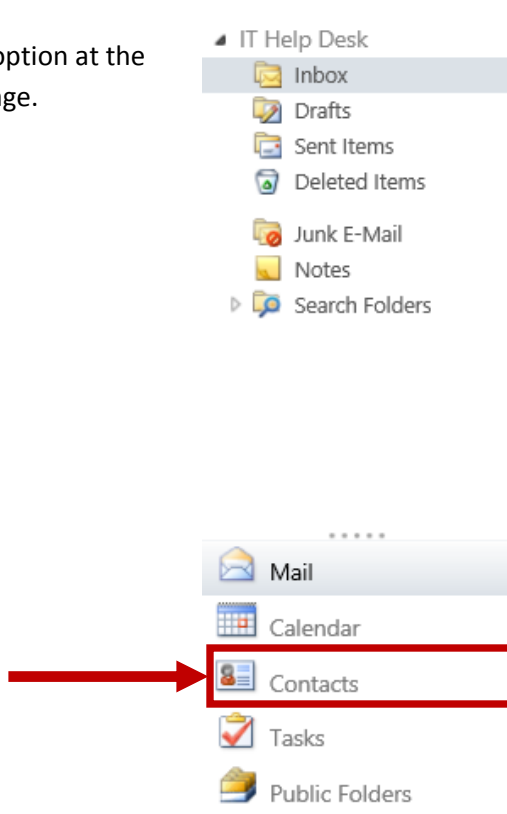 option at the
IT Help Desk
Inbox
Drafts
Sent Items
Deleted Items
Junk E-Mail
Notes
Search Folders
Mail
Calendar
Contacts
Tasks
Public Folders